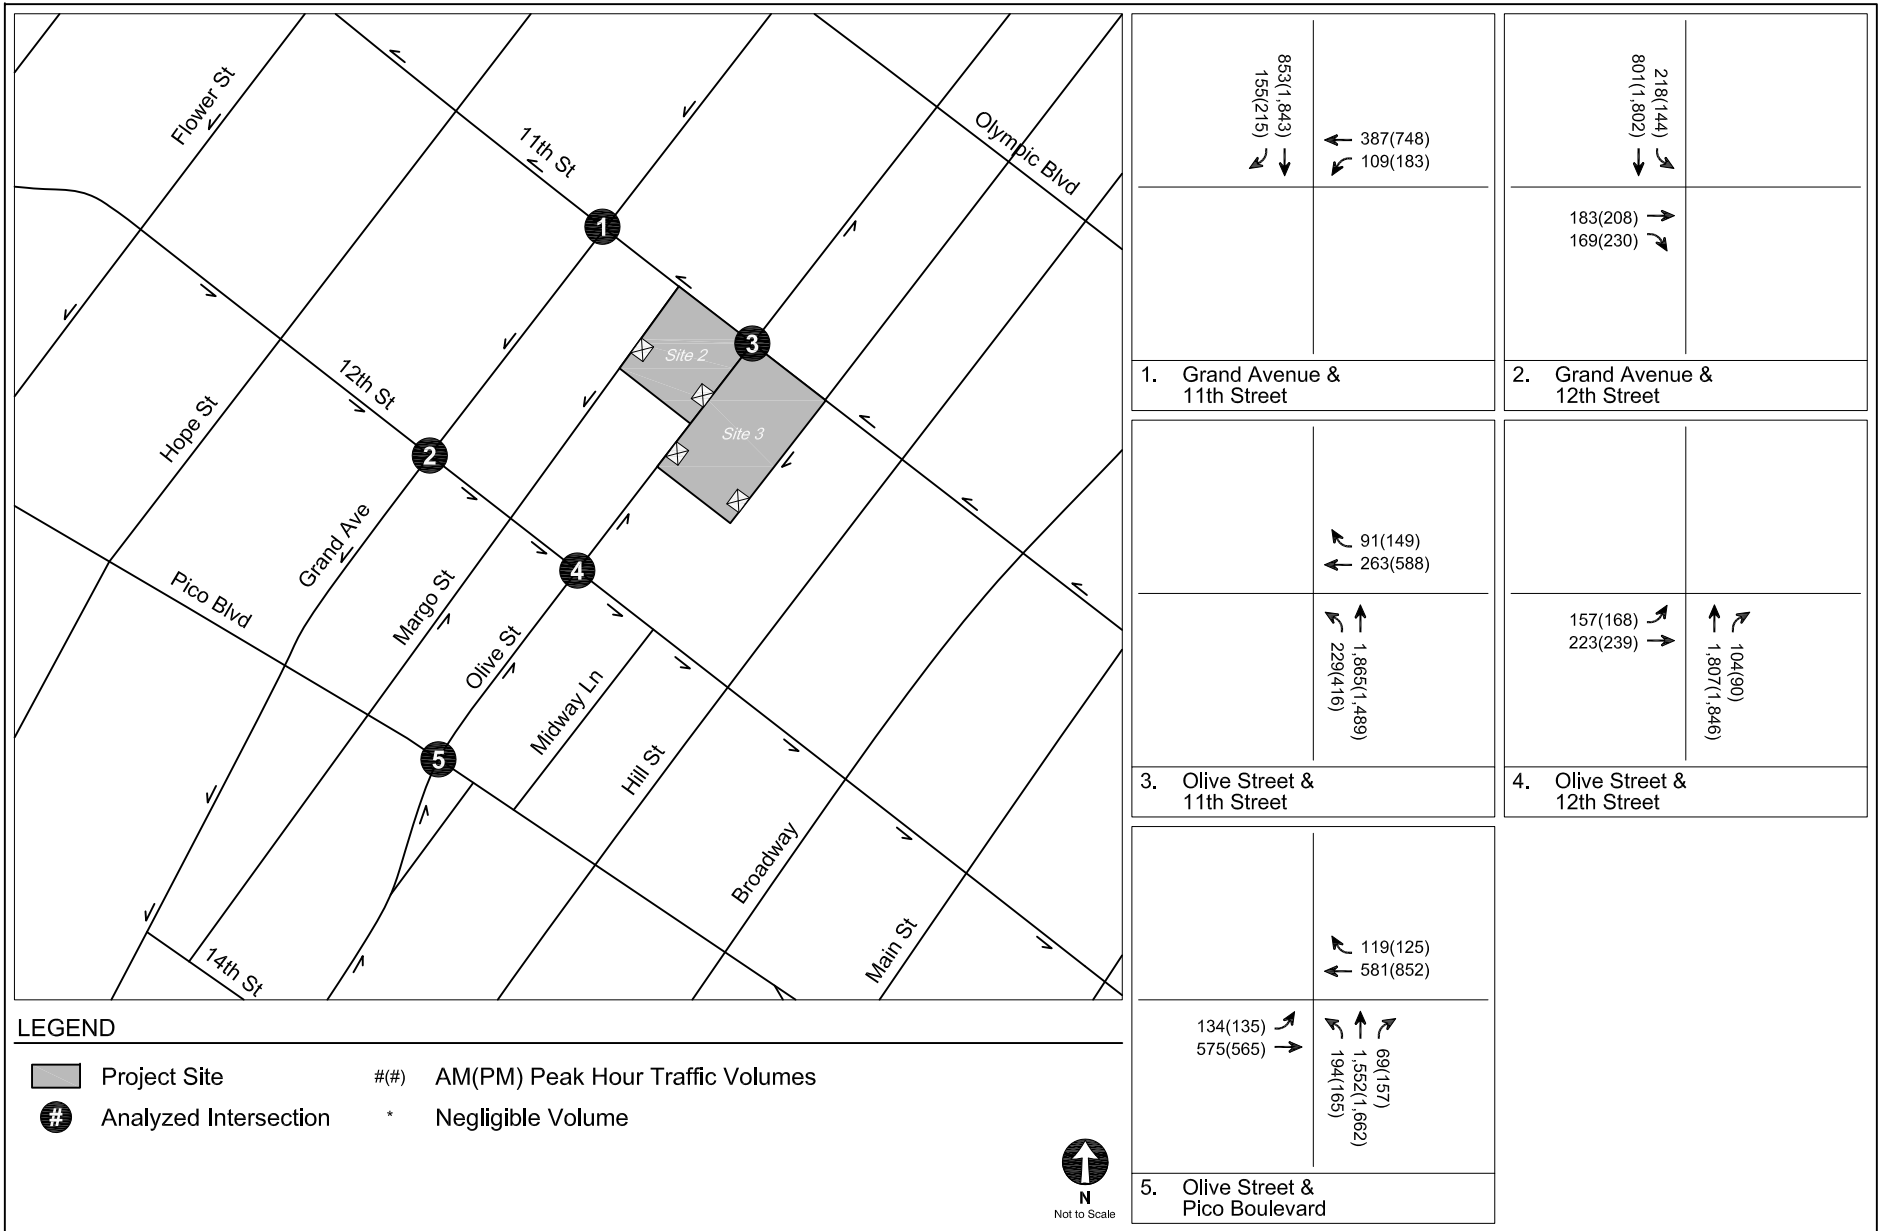 Flower St
11th St
Olympic Blvd
1
3
Site 2
Site 3
12th St
Hope St
2
Grand Ave
4
Pico Blvd
Margo St
Olive St
Midway Ln
5
Hill St
Broadway
Main St
14th St
155(215)
853(1,843)
387(748)
109(183)
1. Grand Avenue &
11th Street
801(1,802)
218(144)
183(208)
169(230)
2. Grand Avenue &
12th Street
91(149)
263(588)
229(416)
1,865(1,489)
3. Olive Street &
11th Street
157(168)
223(239)
1,807(1,846)
104(90)
4. Olive Street &
12th Street
119(125)
581(852)
134(135)
575(565)
194(165)
1,552(1,662)
69(157)
5. Olive Street &
Pico Boulevard
LEGEND
Project Site
#(#) AM(PM) Peak Hour Traffic Volumes
# Analyzed Intersection
* Negligible Volume
N
Not to Scale